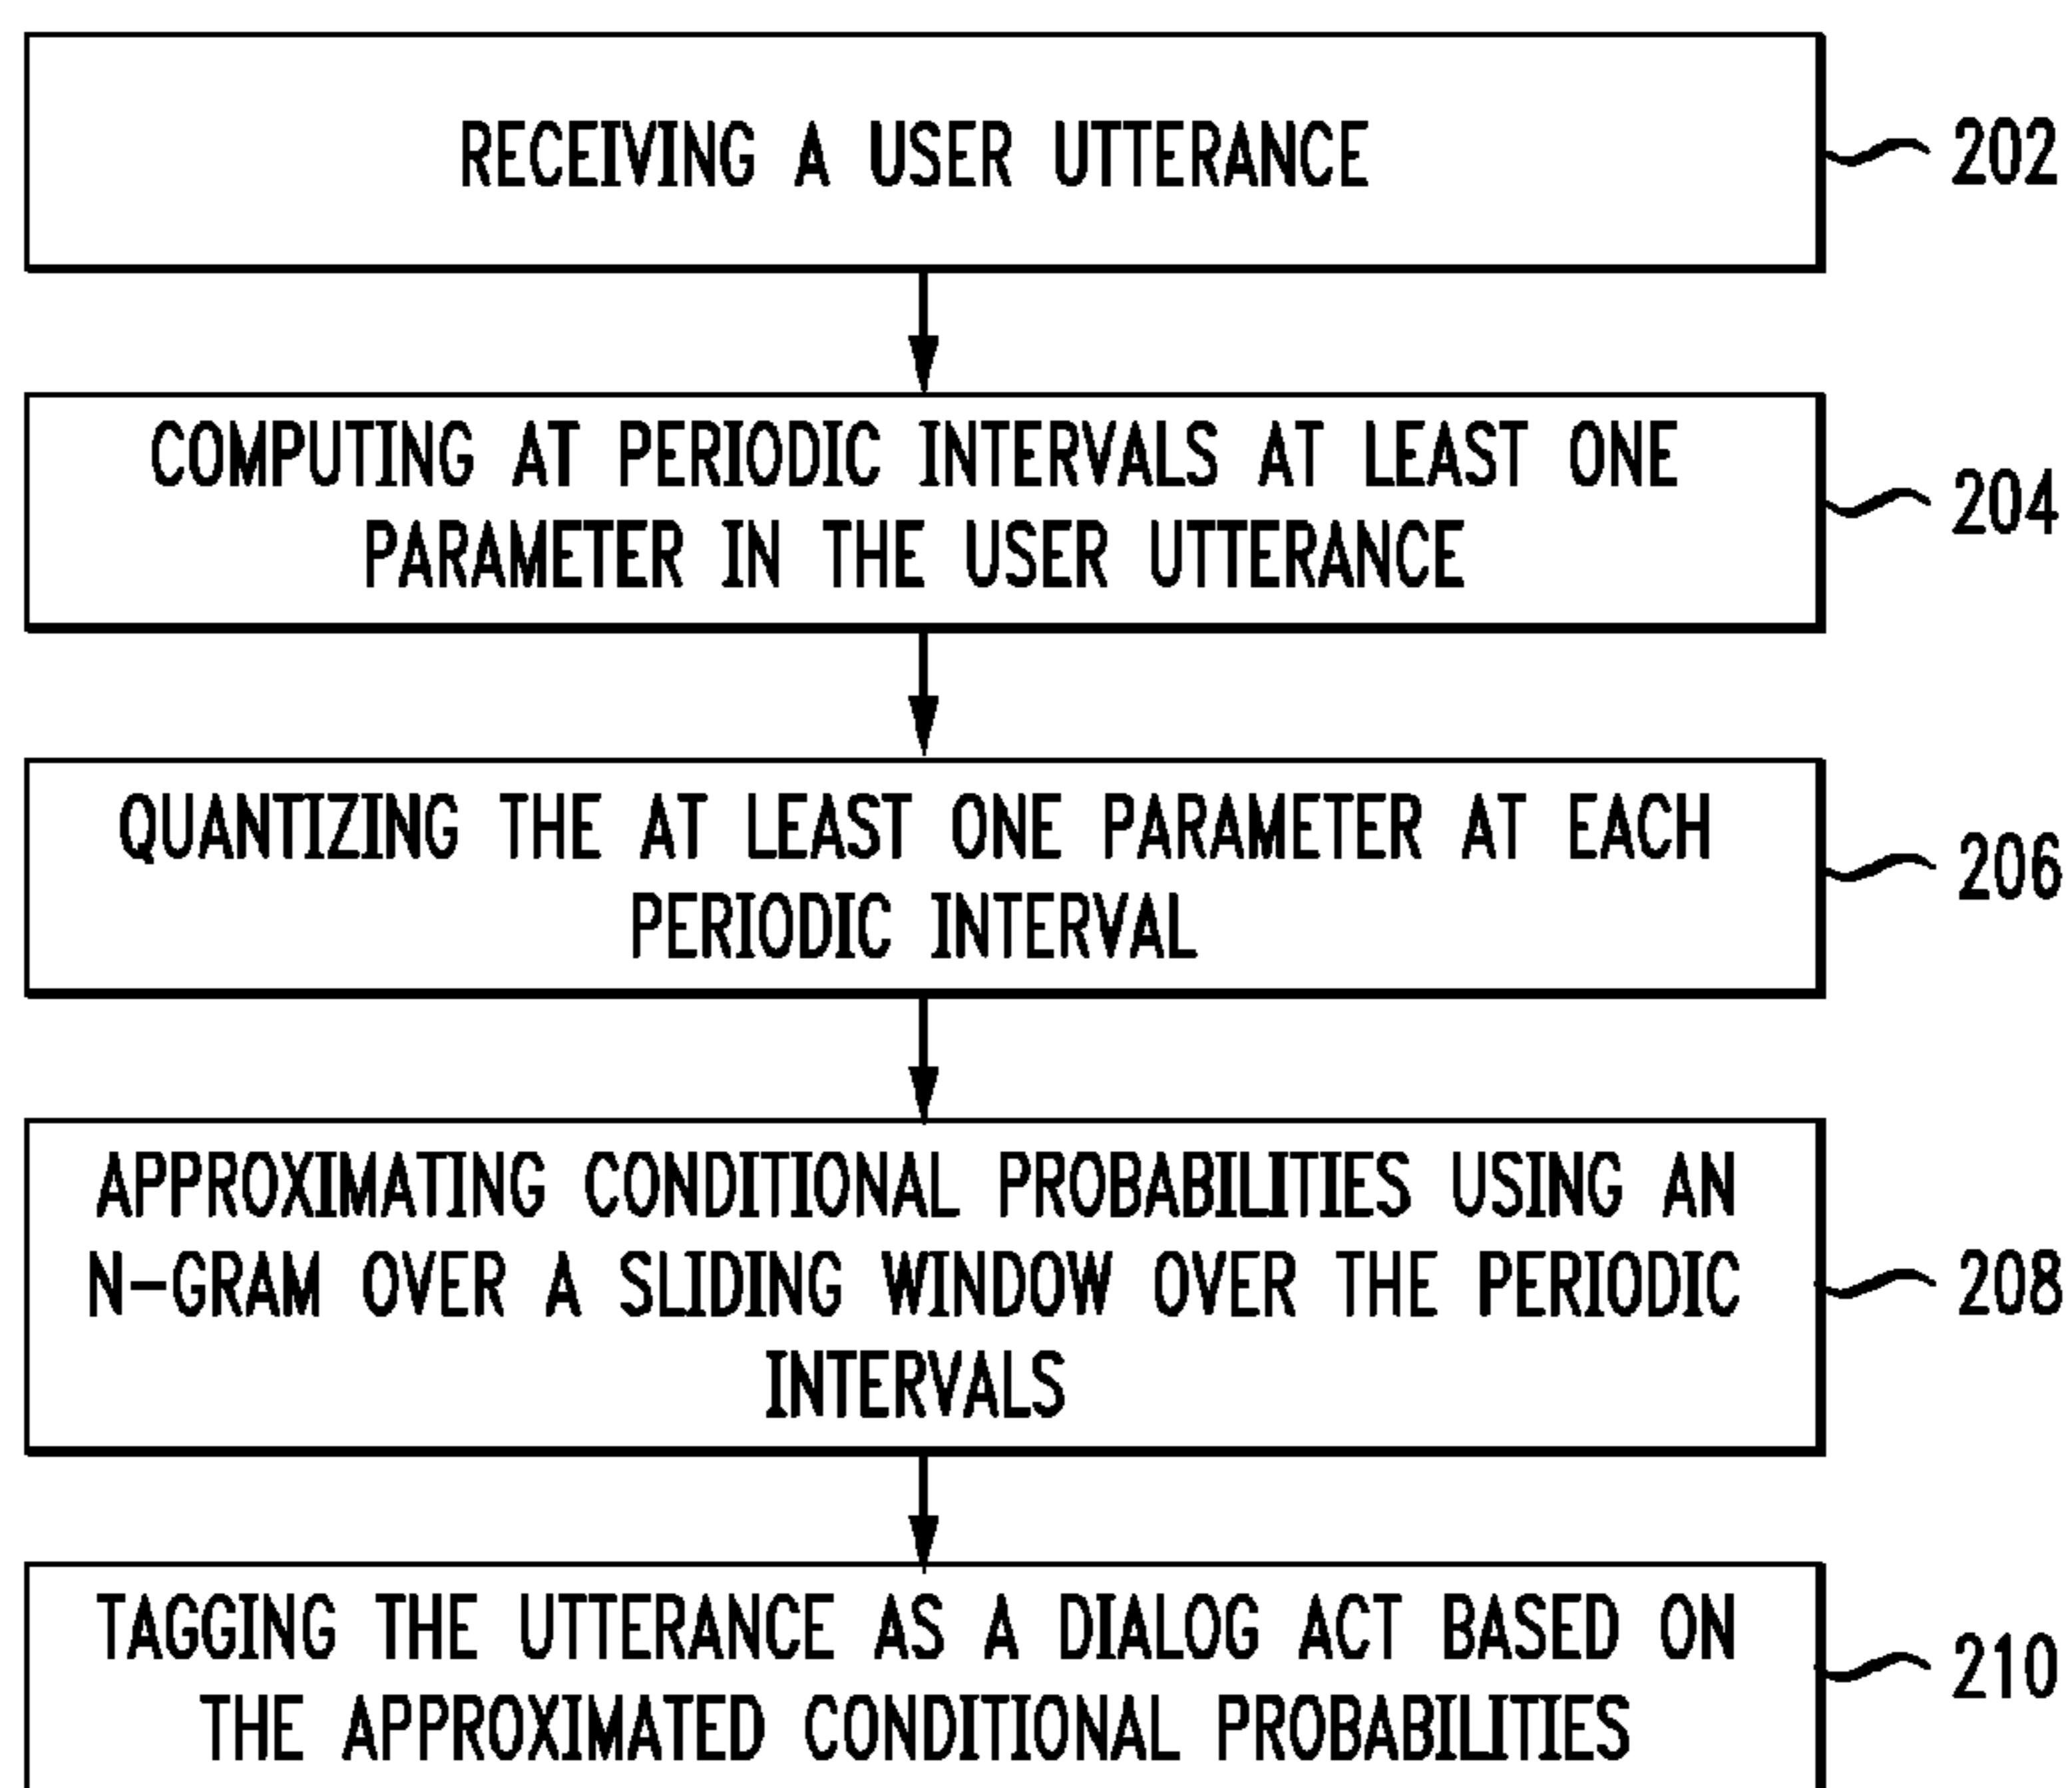 RECEIVING A USER UTTERANCE
202
COMPUTING AT PERIODIC INTERVALS AT LEAST ONE
PARAMETER IN THE USER UTTERANCE
204
QUANTIZING THE AT LEAST ONE PARAMETER AT EACH
PERIODIC INTERVAL
206
APPROXIMATING CONDITIONAL PROBABILITIES USING AN
N-GRAM OVER A SLIDING WINDOW OVER THE PERIODIC
INTERVALS
208
TAGGING THE UTTERANCE AS A DIALOG ACT BASED ON
THE APPROXIMATED CONDITIONAL PROBABILITIES
210